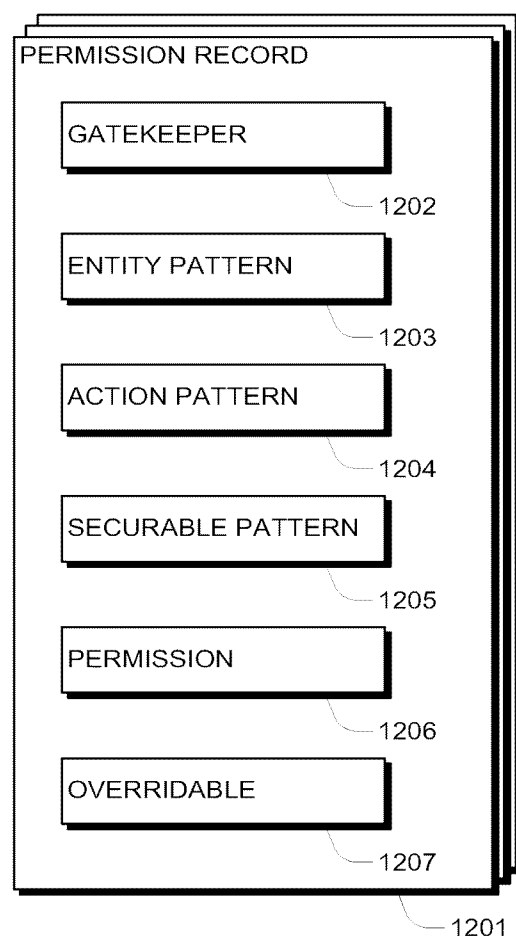 PERMISSION RECORD
GATEKEEPER
1202
ENTITY PATTERN
1203
ACTION PATTERN
1204
SECURABLE PATTERN
1205
PERMISSION
1206
OVERRIDABLE
1207
1201